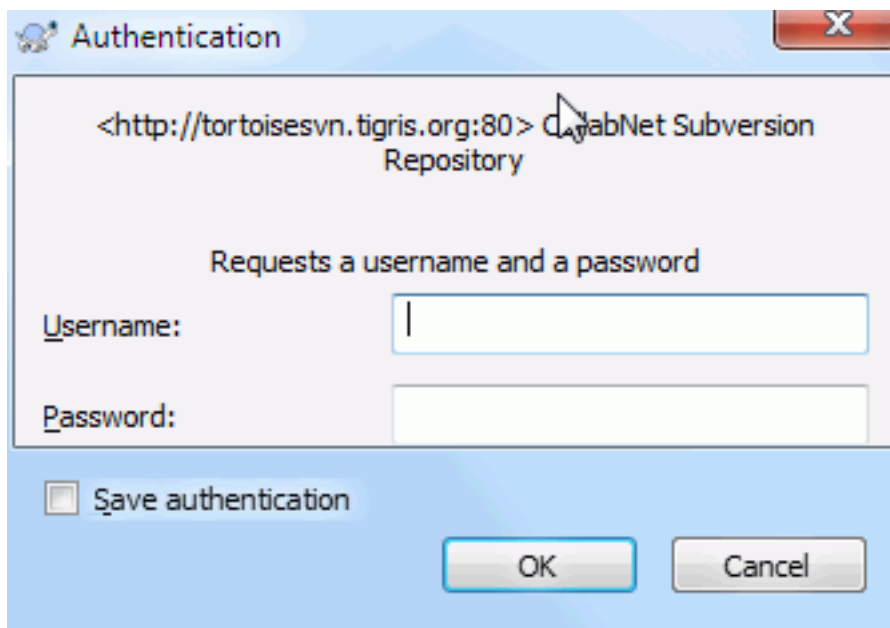 Authentication
<http://tortoisesvn.tigris.org:80> Subversion
Repository
Requests a username and a password
Username:
Password:
Save authentication
OK
Cancel